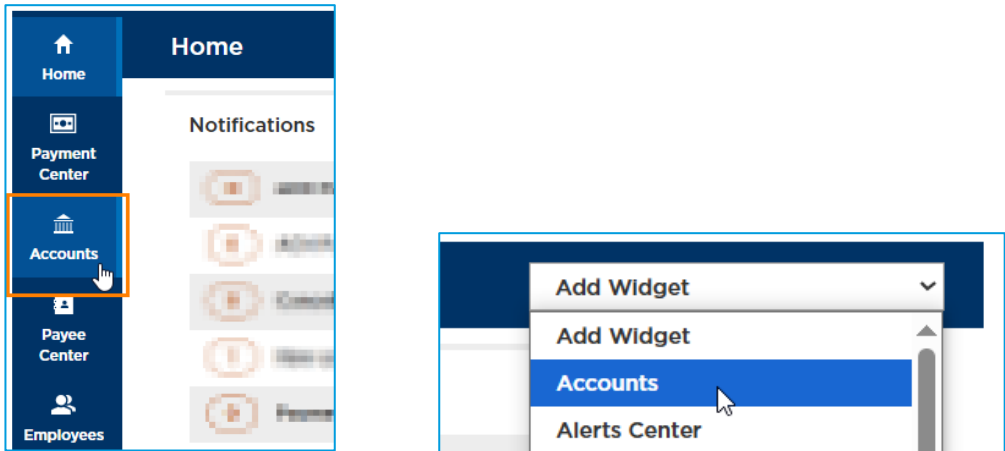 Home
Home
Notifications
Payment
Center
Accounts
Payee
Center
Employees
Add Widget
Add Widget
Accounts
Alerts Center